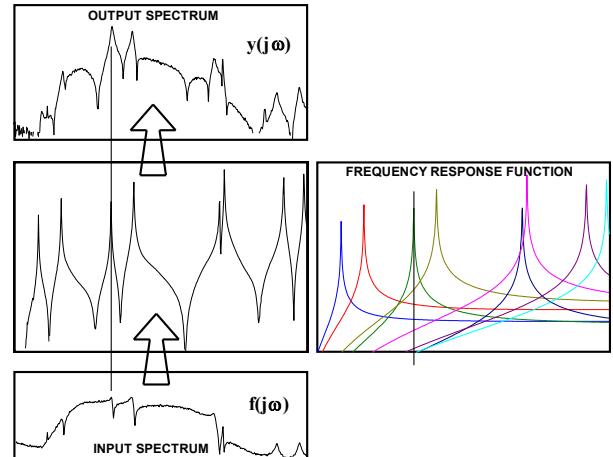 OUTPUT SPECTRUM
y(jω)
FREQUENCY RESPONSE FUNCTION
f(jω)
INPUT SPECTRUM